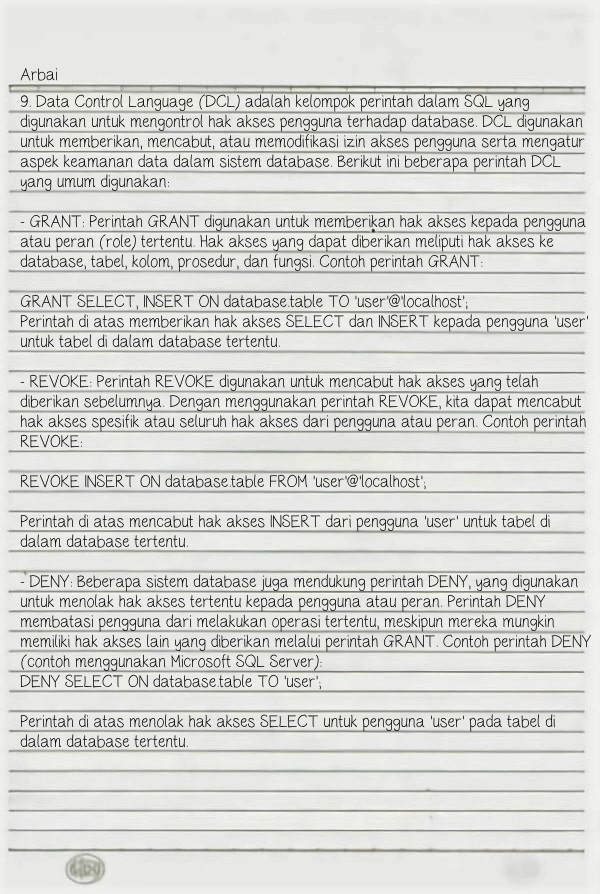 Arbai
9. Data Control Language (DCL) adalah kelompok perintah dalam SQL yang
digunakan untuk mengontrol hak akses pengguna terhadap database. DCL digunakan
untuk memberikan, mencabut, atau memodifikasi izin akses pengguna serta mengatur
aspek keamanan data dalam sistem database. Berikut ini beberapa perintah DCL
yang umum digunakan:
- GRANT: Perintah GRANT digunakan untuk memberikan hak akses kepada pengguna
atau peran (role) tertentu. Hak akses yang dapat diberikan meliputi hak akses ke
database, tabel, kolom, prosedur, dan fungsi. Contoh perintah GRANT:
GRANT SELECT, INSERT ON database.table TO 'user'@'localhost';
Perintah di atas memberikan hak akses SELECT dan INSERT kepada pengguna 'user'
untuk tabel di dalam database tertentu.
- REVOKE: Perintah REVOKE digunakan untuk mencabut hak akses yang telah
diberikan sebelumnya. Dengan menggunakan perintah REVOKE, kita dapat mencabut
hak akses spesifik atau seluruh hak akses dari pengguna atau peran. Contoh perintah
REVOKE:
REVOKE INSERT ON database.table FROM 'user'@'localhost';
Perintah di atas mencabut hak akses INSERT dari pengguna 'user' untuk tabel di
dalam database tertentu.
- DENY: Beberapa sistem database juga mendukung perintah DENY, yang digunakan
untuk menolak hak akses tertentu kepada pengguna atau peran. Perintah DENY
membatasi pengguna dari melakukan operasi tertentu, meskipun mereka mungkin
memiliki hak akses lain yang diberikan melalui perintah GRANT. Contoh perintah DENY
(contoh menggunakan Microsoft SQL Server):
DENY SELECT ON database.table TO 'user';
Perintah di atas menolak hak akses SELECT untuk pengguna 'user' pada tabel di
dalam database tertentu.